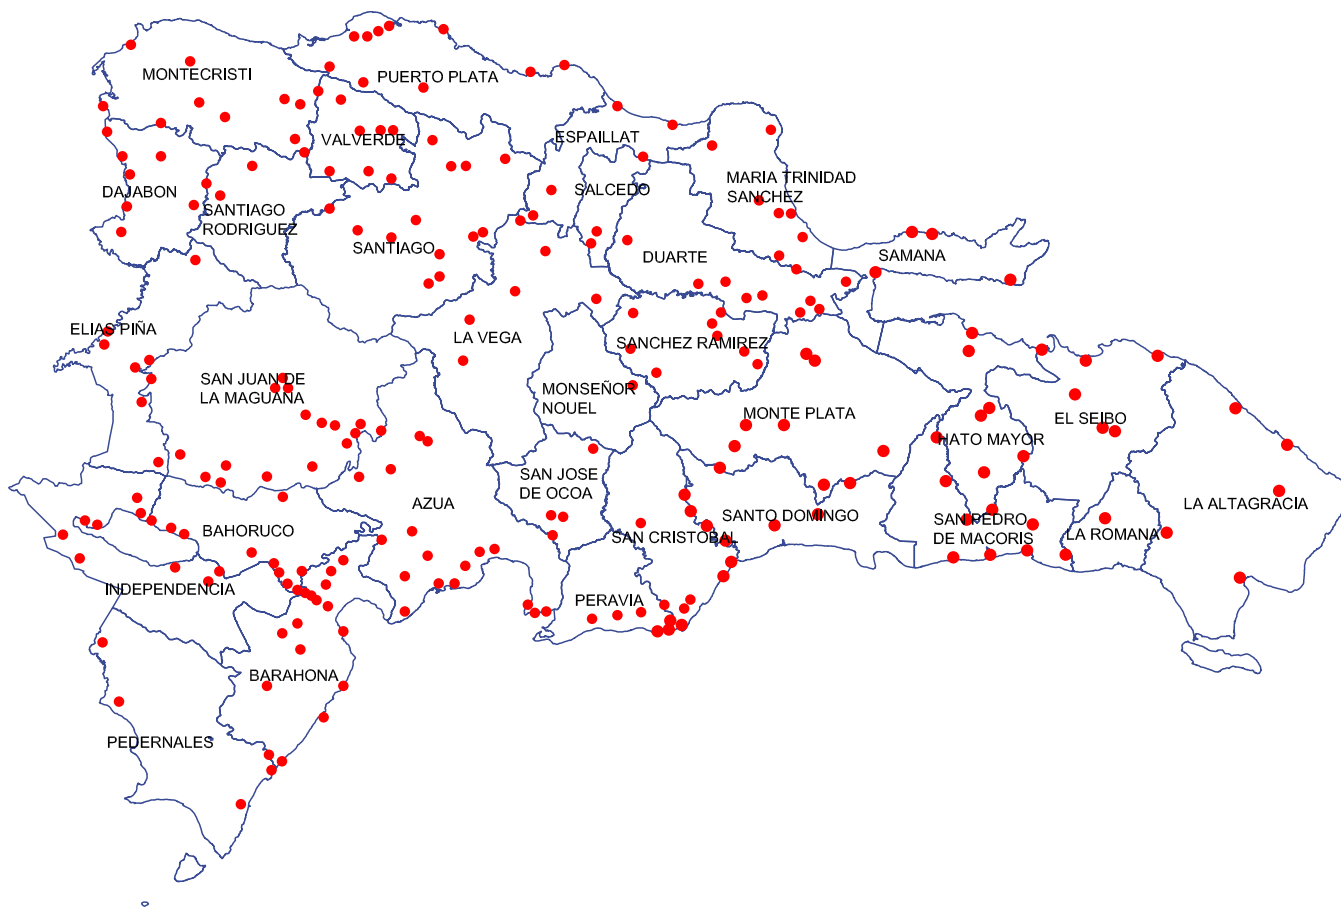 MONTECRISTI
PUERTO PLATA
VALVERDE
ESPAILLAT
DAJABON
SANTIAGO
RODRIGUEZ
SANTIAGO
SALCEDO
MARIA TRINIDAD
SANCHEZ
DUARTE
SAMANA
ELIAS PIÑA
LA VEGA
SANCHEZ RAMIREZ
SAN JUAN DE
LA MAGUANA
MONSEÑOR
NOUEL
MONTE PLATA
HATO MAYOR
EL SEIBO
LA ALTAGRACIA
AZUA
SAN JOSE
DE OCOA
BAHORUCO
SAN CRISTOBAL
SANTO DOMINGO
SAN PEDRO
DE MACORIS
LA ROMANA
INDEPENDENCIA
PERAVIA
BARAHONA
PEDERNALES